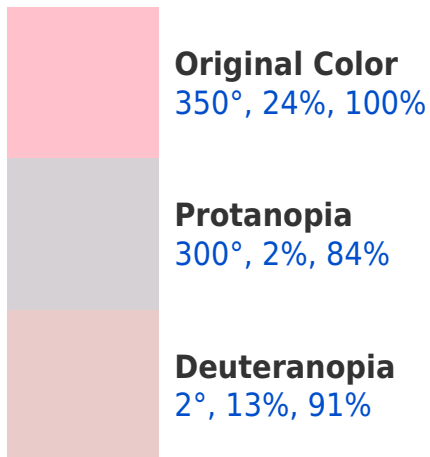 Original Color
350°, 24%, 100%
Protanopia
300°, 2%, 84%
Deuteranopia
2°, 13%, 91%